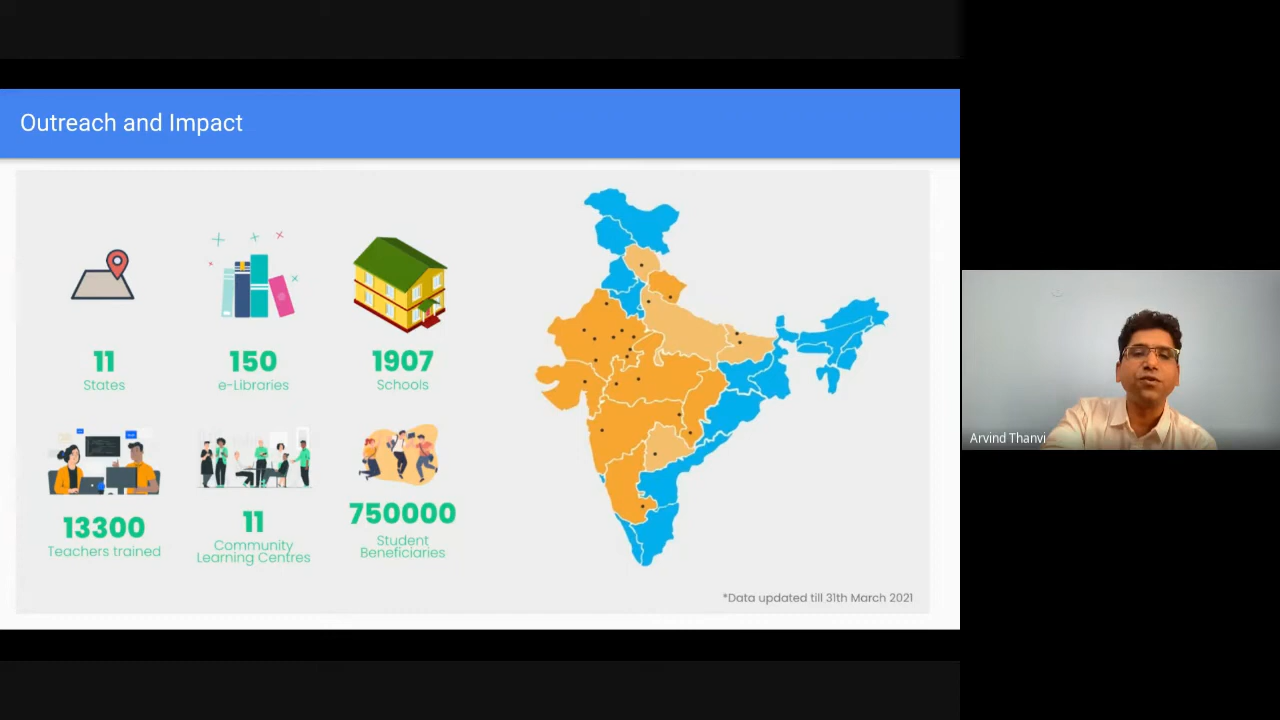 Outreach and Impact
11
States
150
e-Libraries
1907
Schools
13300
Teachers trained
11
Community
Learning Centres
750000
Student
Beneficiaries
*Data updated till 31th March 2021
Arvind Thanvi